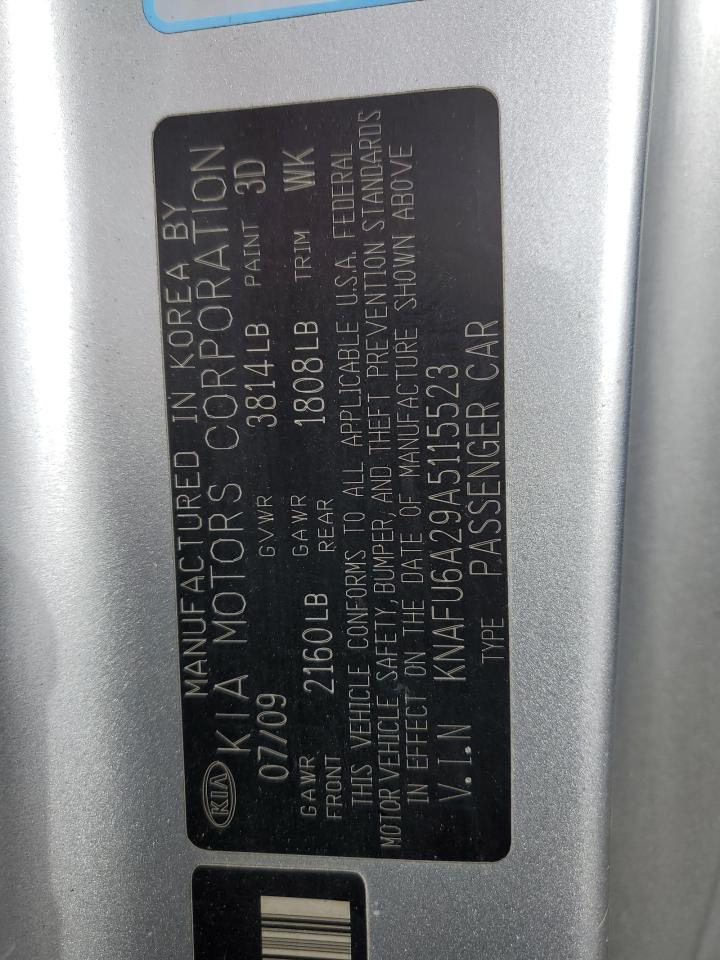 MANUFACTURED IN KOREA BY
KIA KIA MOTORS CORPORATION
07/09 GVWR 3814LB PAINT 3D
GAWR FRONT 2160LB GAWR REAR 1808LB TRIM WK
THIS VEHICLE CONFORMS TO ALL APPLICABLE U.S.A. FEDERAL
MOTOR VEHICLE SAFETY, BUMPER, AND THEFT PREVENTION STANDARDS
IN EFFECT ON THE DATE OF MANUFACTURE SHOWN ABOVE
V.I.N KNAFU6A29A5115523
TYPE PASSENGER CAR